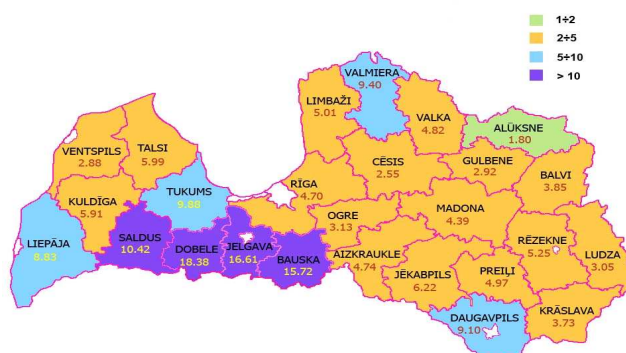 1÷2
2÷5
5÷10
> 10
VALMIERA
9.40
LIMBAŽI
5.01
VALKA
4.82
ALŪKSNE
1.80
VENTSPILS
2.88
TALSI
5.99
CĒSIS
2.55
GULBENE
2.92
BALVI
3.85
KULDĪGA
5.91
TUKUMS
9.88
RĪGA
4.70
OGRE
3.13
MADONA
4.39
LIEPĀJA
8.83
SALDUS
10.42
DOBELE
18.38
JELGAVA
16.61
BAUSKA
15.72
AIZKRAUKLE
4.74
JĒKABPILS
6.22
PREIĻI
4.97
RĒZEKNE
5.25
LUDZA
3.05
DAUGAVPILS
9.10
KRĀSLAVA
3.73